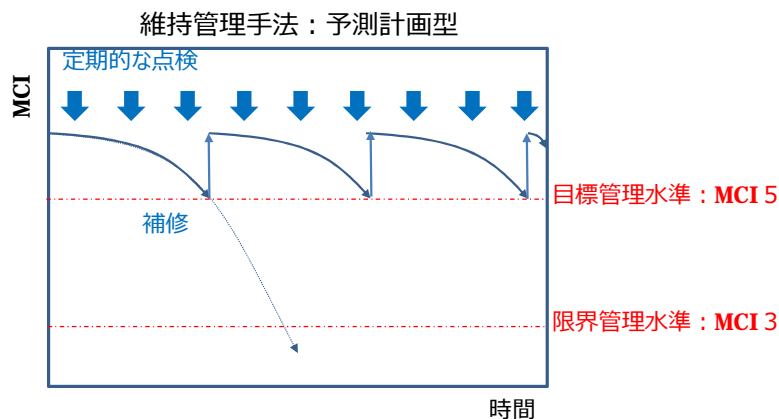 維持管理手法：予測計画型
定期的な点検
MCI
目標管理水準：MCI 5
補修
限界管理水準：MCI 3
時間